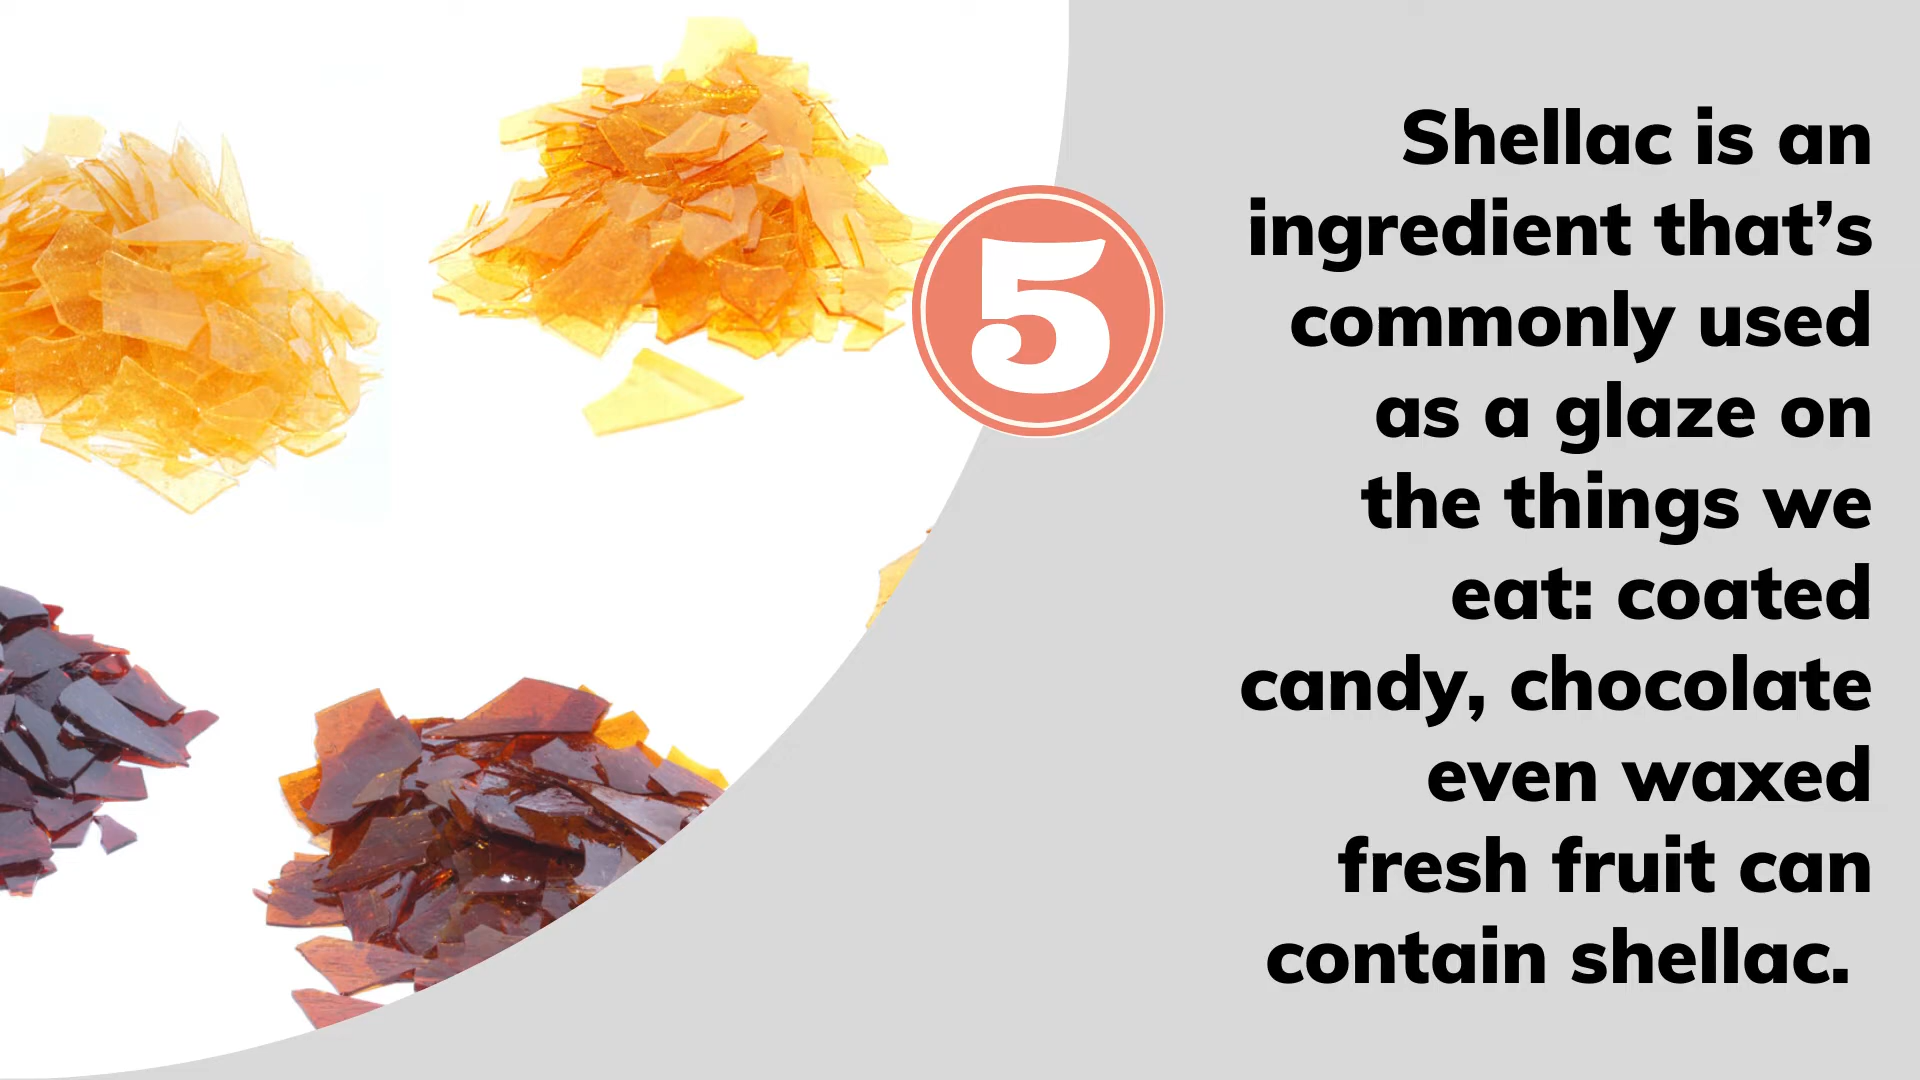 5
Shellac is an
ingredient that’s
commonly used
as a glaze on
the things we
eat: coated
candy, chocolate
even waxed
fresh fruit can
contain shellac.